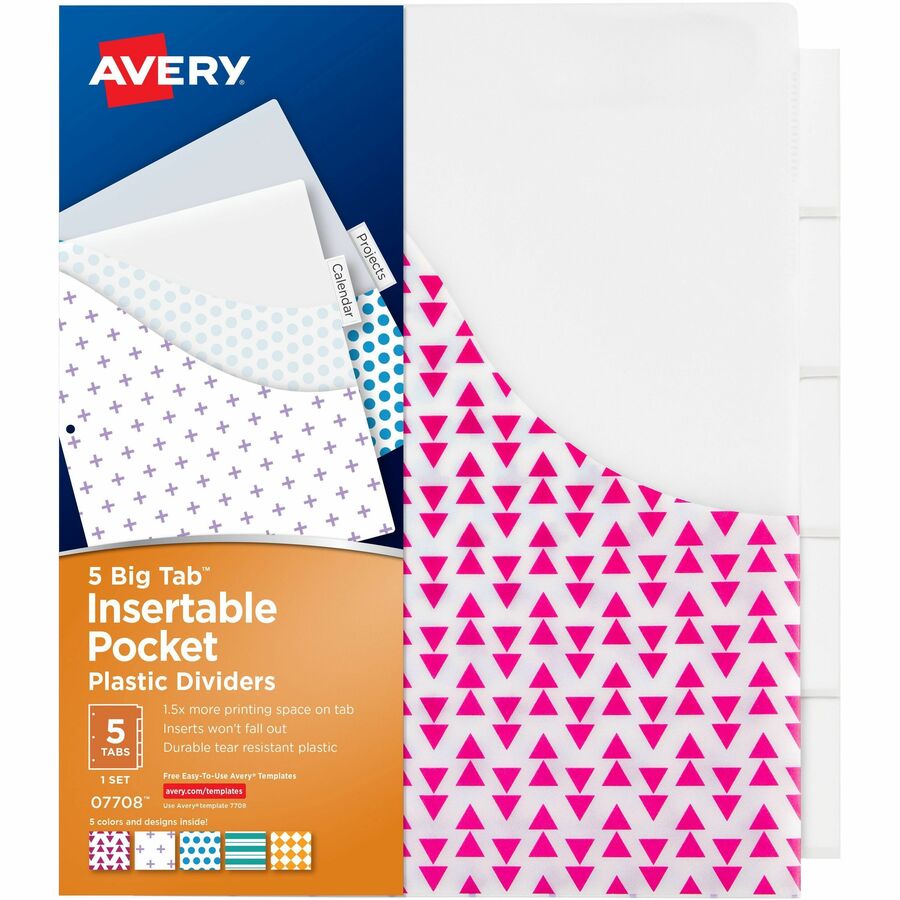 AVERY®
Projects
Calendar
5 Big Tab™
Insertable
Pocket
Plastic Dividers
5
TABS
1 SET
07708™
1.5x more printing space on tab
Inserts won't fall out
Durable tear resistant plastic
Free Easy-To-Use Avery® Templates
avery.com/templates
Use Avery® template 7708
5 colors and designs inside!